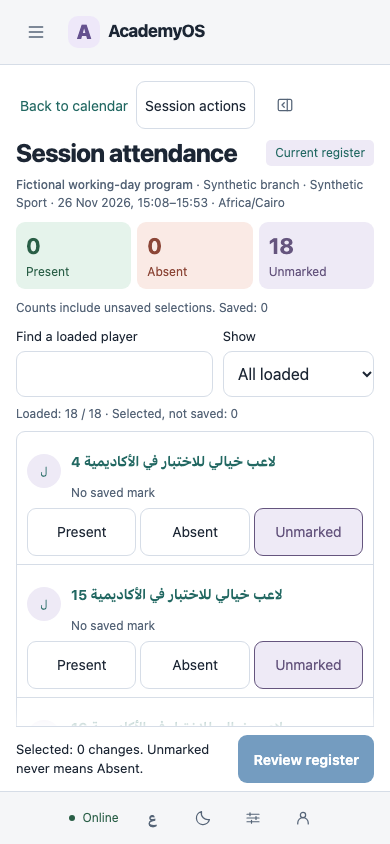 A AcademyOS
Back to calendar Session actions
Session attendance Current register
Fictional working-day program · Synthetic branch · Synthetic
Sport · 26 Nov 2026, 15:08–15:53 · Africa/Cairo
0 0 18
Present Absent Unmarked
Counts include unsaved selections. Saved: 0
Find a loaded player Show
All loaded
Loaded: 18 / 18 · Selected, not saved: 0
ل لاعب خيالي للاختبار في الأكاديمية 4
No saved mark
Present Absent Unmarked
ل لاعب خيالي للاختبار في الأكاديمية 15
No saved mark
Present Absent Unmarked
Selected: 0 changes. Unmarked
never means Absent.
Review register
Online ع